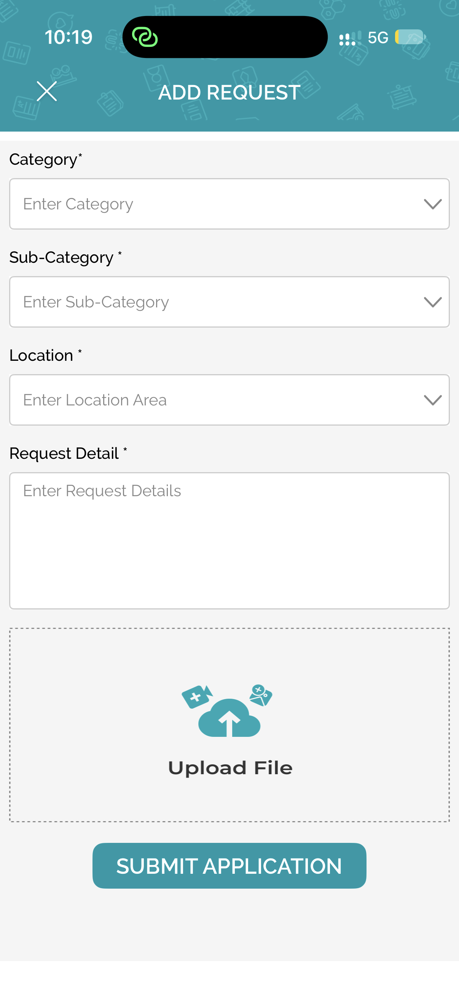 10:19
5G
ADD REQUEST
Category*
Enter Category
Sub-Category *
Enter Sub-Category
Location *
Enter Location Area
Request Detail *
Enter Request Details
Upload File
SUBMIT APPLICATION